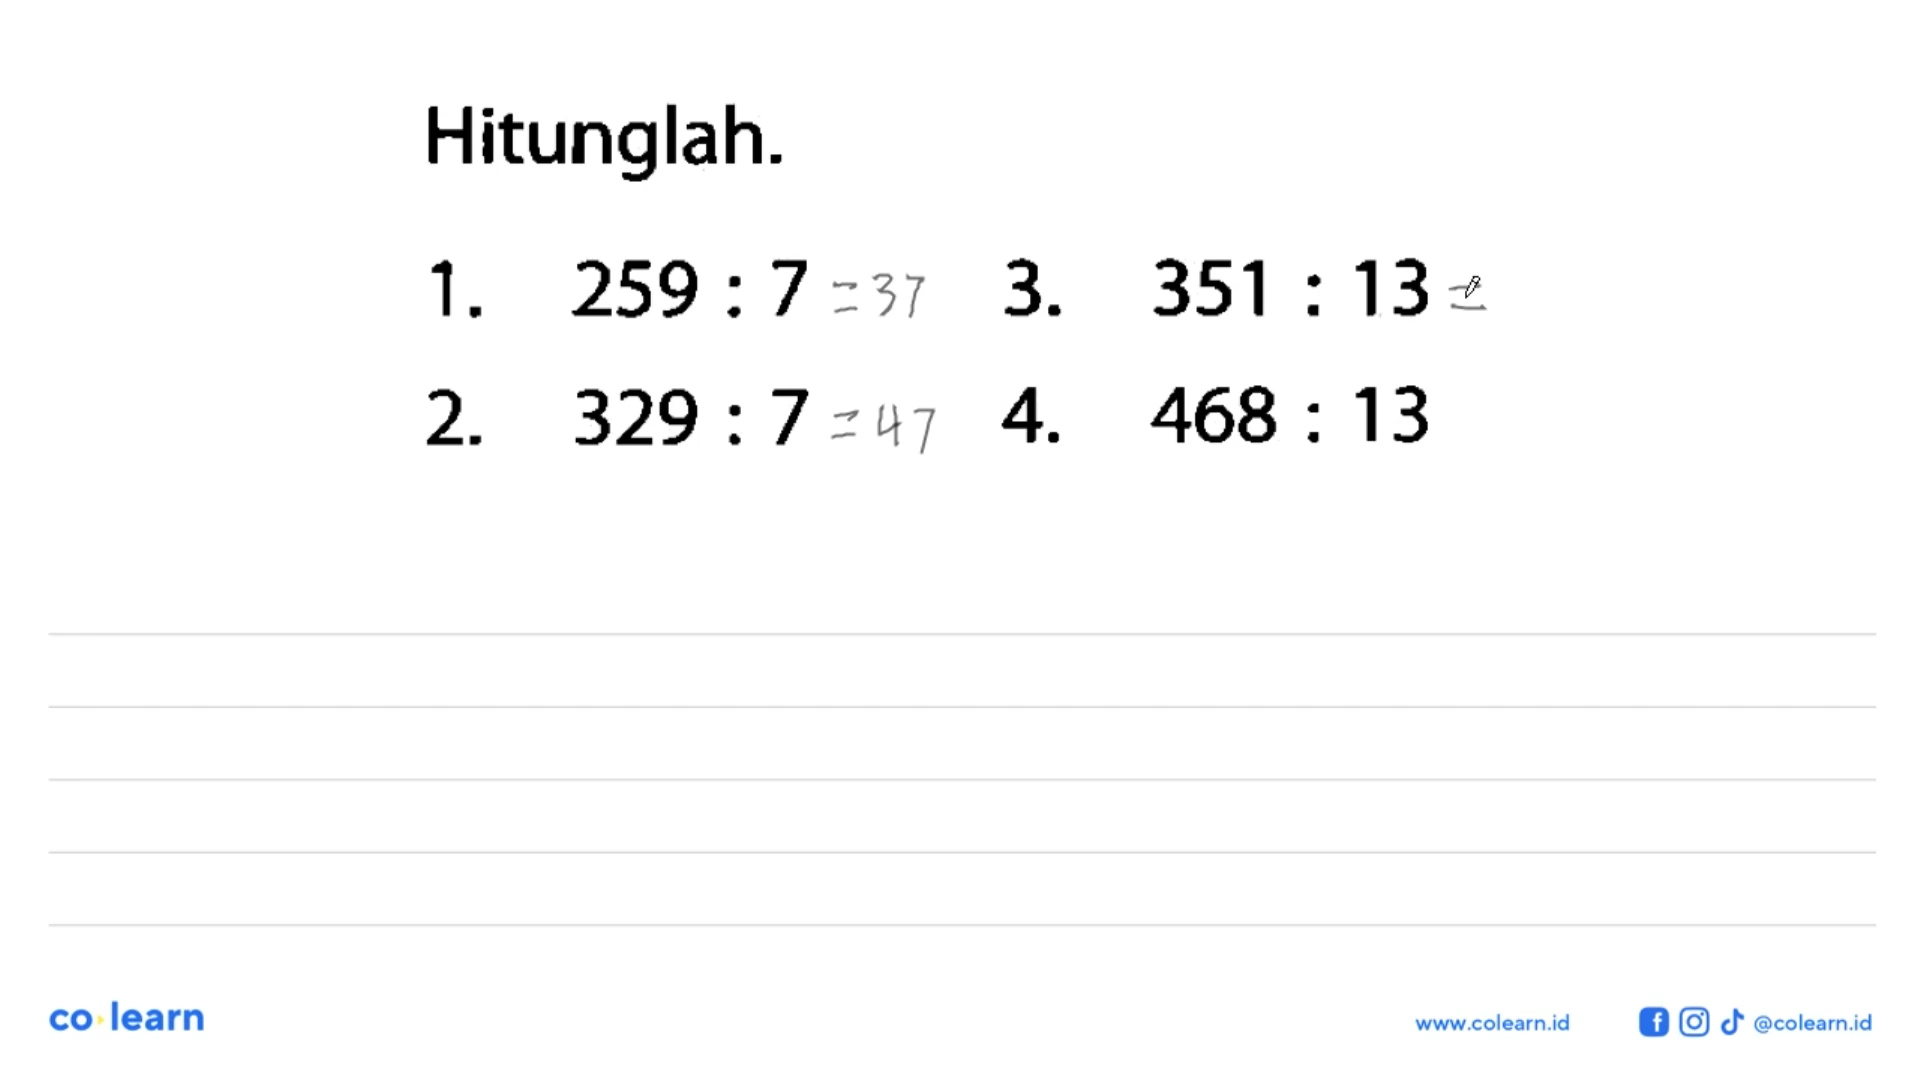 Hitunglah.
1. 259 : 7 = 37 3. 351 : 13 =
2. 329 : 7 = 47 4. 468 : 13
co learn
www.colearn.id @colearn.id